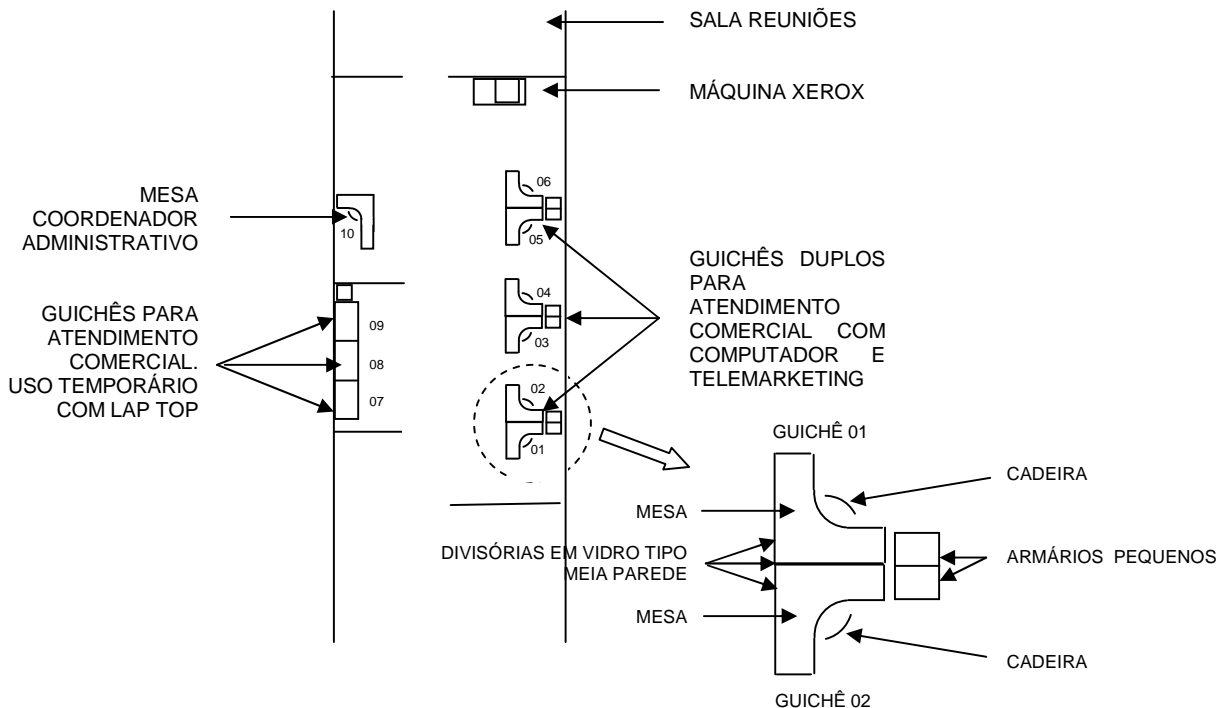 SALA REUNIÕES
MÁQUINA XEROX
MESA
COORDENADOR
ADMINISTRATIVO
10
06
05
04
03
02
01
GUICHÊS DUPLOS
PARA
ATENDIMENTO
COMERCIAL COM
COMPUTADOR E
TELEMARKETING
GUICHÊS PARA
ATENDIMENTO
COMERCIAL.
USO TEMPORÁRIO
COM LAP TOP
09
08
07
GUICHÊ 01
CADEIRA
MESA
DIVISÓRIAS EM VIDRO TIPO
MEIA PAREDE
ARMÁRIOS PEQUENOS
MESA
CADEIRA
GUICHÊ 02